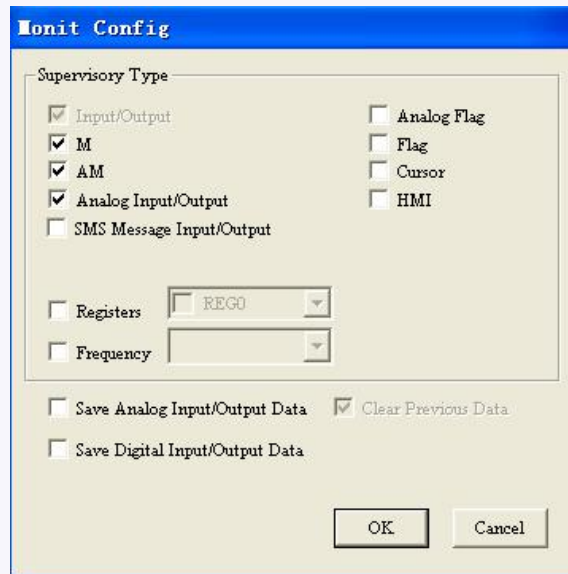 Monit Config
Supervisory Type
Input/Output
Analog Flag
M
Flag
AM
Cursor
Analog Input/Output
HMI
SMS Message Input/Output
Registers
REG0
Frequency
Save Analog Input/Output Data
Clear Previous Data
Save Digital Input/Output Data
OK
Cancel